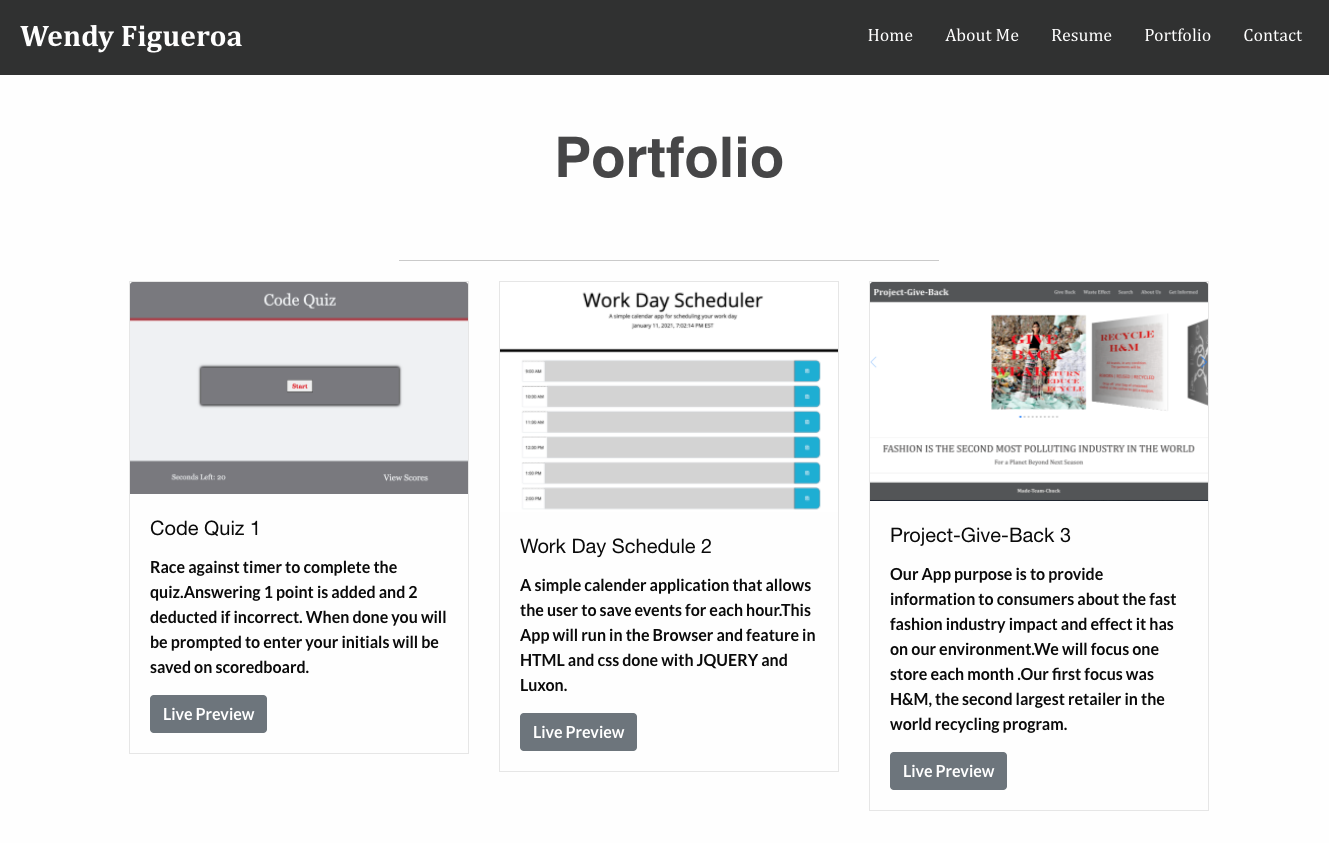 Wendy Figueroa
Home About Me Resume Portfolio Contact
Portfolio
Code Quiz
Start
Seconds Left: 20
View Scores
Code Quiz 1
Race against timer to complete the
quiz.Answering 1 point is added and 2
deducted if incorrect. When done you will
be prompted to enter your initials will be
saved on scoredboard.
Live Preview
Work Day Scheduler
A simple calendar app for scheduling your work day
January 11, 2021, 7:02:14 PM EST
9:00 AM
10:00 AM
11:00 AM
12:00 PM
1:00 PM
2:00 PM
Work Day Schedule 2
A simple calender application that allows
the user to save events for each hour.This
App will run in the Browser and feature in
HTML and css done with JQUERY and
Luxon.
Live Preview
Project-Give-Back
Give Back Waste Effect Search About Us Get Informed
RECYCLE
H&M
FASHION IS THE SECOND MOST POLLUTING INDUSTRY IN THE WORLD
For a Planet Beyond Next Season
Made-Team-Check
Project-Give-Back 3
Our App purpose is to provide
information to consumers about the fast
fashion industry impact and effect it has
on our environment.We will focus one
store each month .Our first focus was
H&M, the second largest retailer in the
world recycling program.
Live Preview